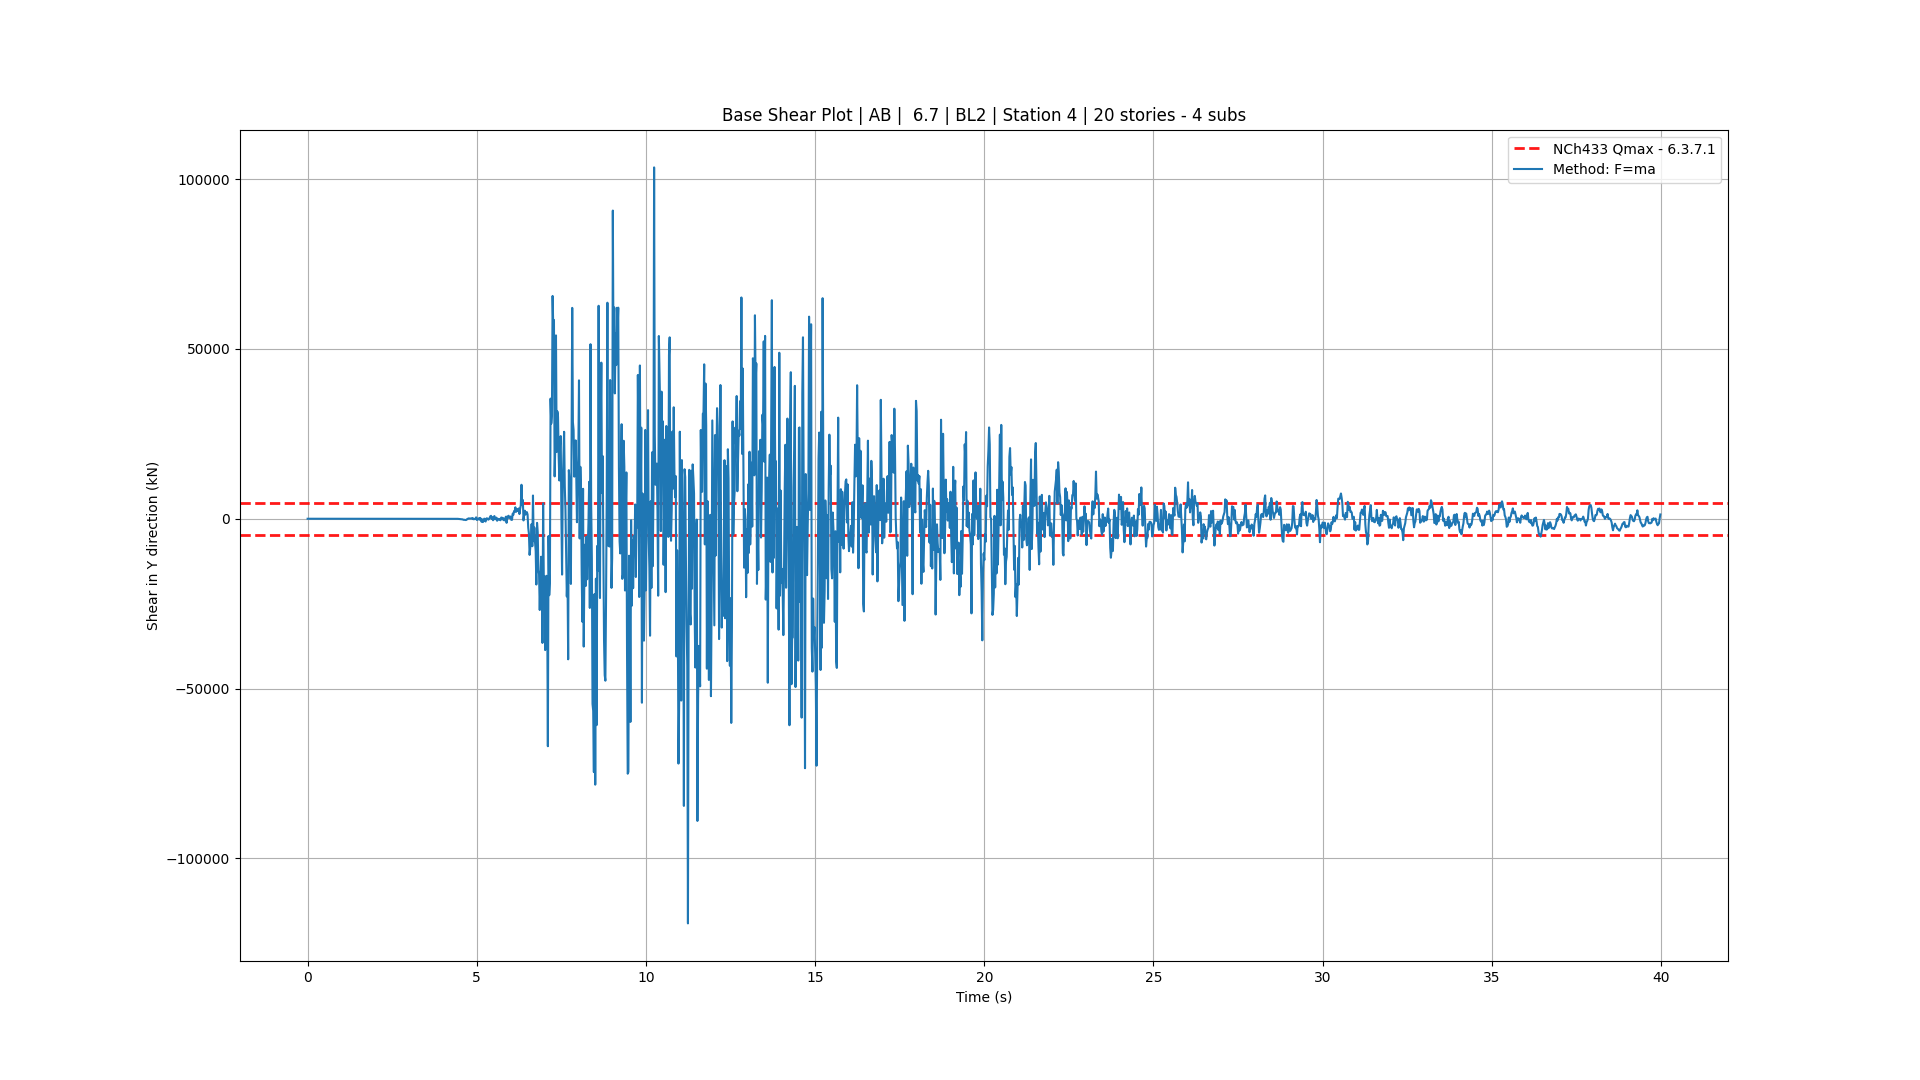 Base Shear Plot | AB |  6.7 | BL2 | Station 4 | 20 stories - 4 subs
NCh433 Qmax - 6.3.7.1
Method: F=ma
Shear in Y direction (kN)
100000
50000
0
−50000
−100000
0 5 10 15 20 25 30 35 40
Time (s)